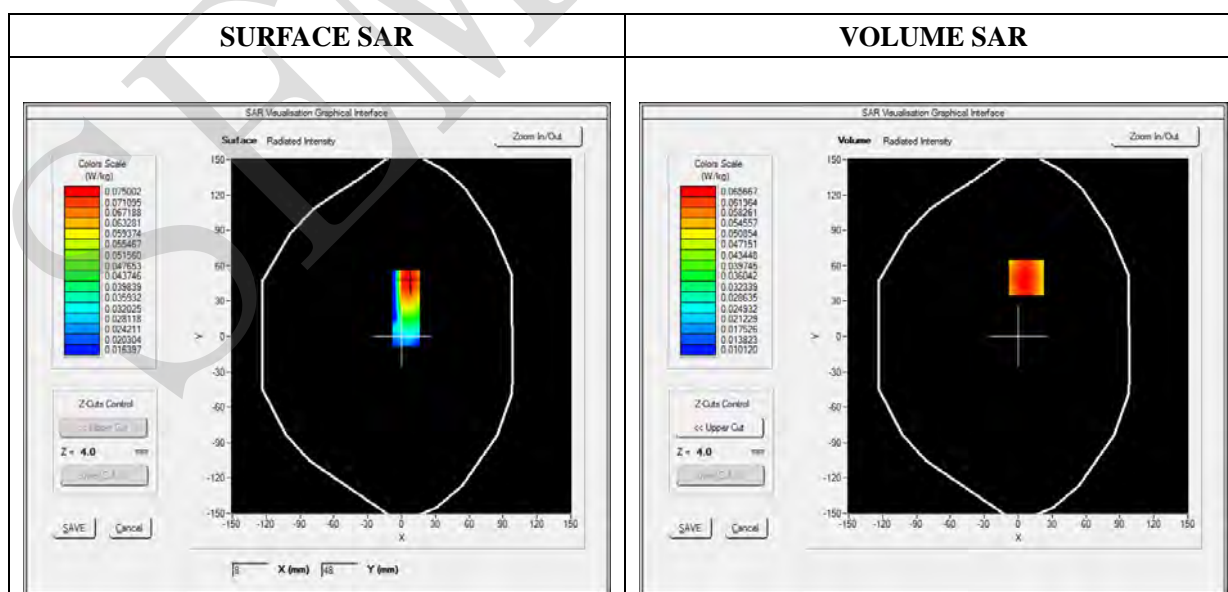 SURFACE SAR
VOLUME SAR
SAR Visualisation Graphical Interface
Surface Radiated Intensity
Zoom In/Out
Colors Scale
(W/kg)
0.075002
0.071095
0.067188
0.063281
0.059374
0.055467
0.051560
0.047653
0.043746
0.039839
0.035932
0.032025
0.028118
0.024211
0.020304
0.016397
150
120
90
60
30
0
-30
-60
-90
-120
-150
Y
-150 -120 -90 -60 -30 0 30 60 90 120 150
X
Z-Cuts Control
<< Upper Cut
Z = 4.0 mm
SAVE
Cancel
8 X (mm) 48 Y (mm)
SAR Visualisation Graphical Interface
Volume Radiated Intensity
Zoom In/Out
Colors Scale
(W/kg)
0.061964
0.058261
0.054557
0.050854
0.047151
0.043448
0.039745
0.036042
0.032339
0.028635
0.024932
0.021229
0.017526
0.013823
0.010120
150
120
90
60
30
0
-30
-60
-90
-120
-150
Y
-150 -120 -90 -60 -30 0 30 60 90 120 150
X
Z-Cuts Control
<< Upper Cut
Z = 4.0 mm
SAVE
Cancel